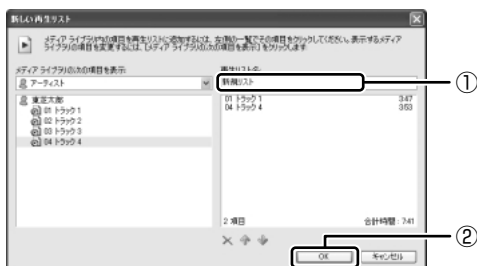 新しい再生リスト
メディア ライブラリ内の項目を再生リストに追加するには、左側の一覧でその項目をクリックしてください。表示するメディア
ライブラリの項目を変更するには、[メディア ライブラリの次の項目を表示] をクリックします
メディア ライブラリの次の項目を表示
再生リスト名:
アーティスト
新規リスト
①
東芝太郎
01 トラック 1
02 トラック 2
03 トラック 3
04 トラック 4
01 トラック 1 3:47
04 トラック 4 3:53
2 項目 合計時間: 7:41
②
OK キャンセル